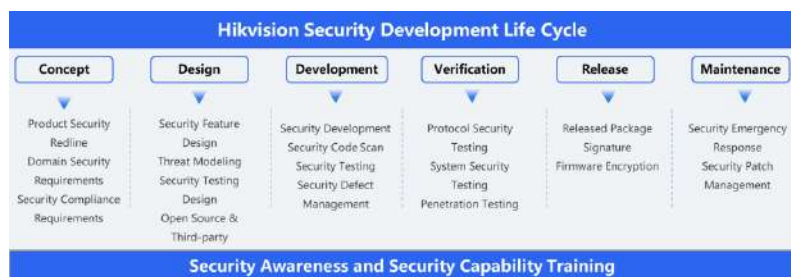 Hikvision Security Development Life Cycle
Concept
Product Security
Redline
Domain Security
Requirements
Security Compliance
Requirements
Design
Security Feature
Design
Threat Modeling
Security Testing
Design
Open Source &
Third-party
Development
Security Development
Security Code Scan
Security Testing
Security Defect
Management
Verification
Protocol Security
Testing
System Security
Testing
Penetration Testing
Release
Released Package
Signature
Firmware Encryption
Maintenance
Security Emergency
Response
Security Patch
Management
Security Awareness and Security Capability Training